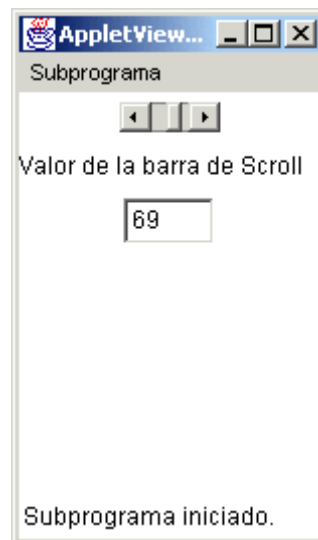 AppletView...
Subprograma
Valor de la barra de Scroll
69
Subprograma iniciado.